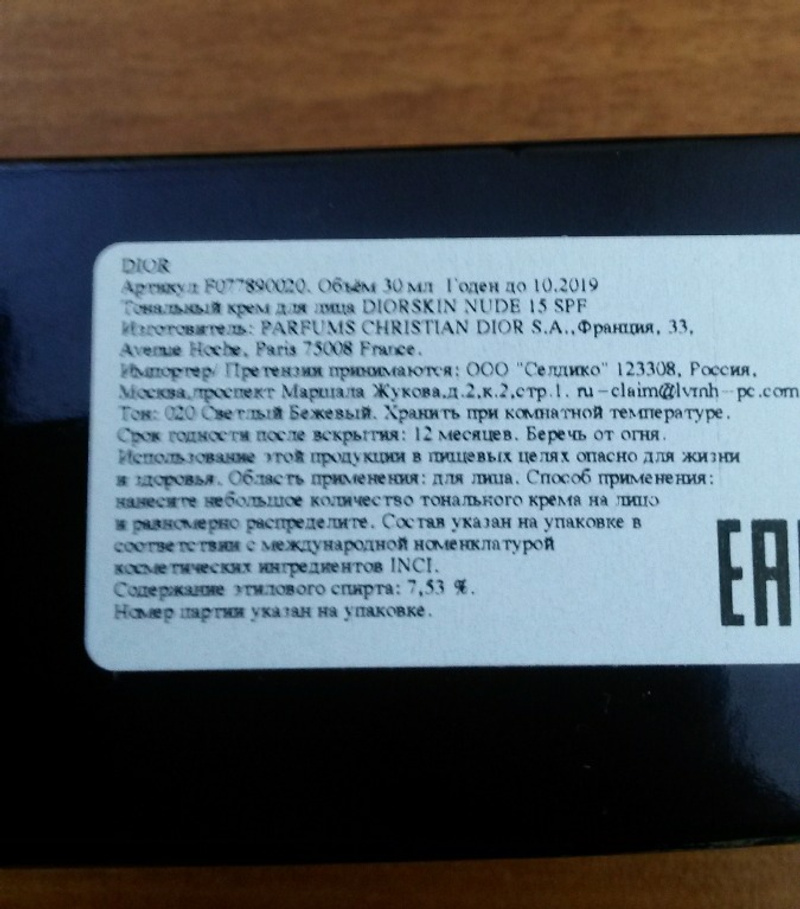 DIOR
Артикул F077890020. Объём 30 мл Годен до 10.2019
Тональный крем для лица DIORSKIN NUDE 15 SPF
Изготовитель: PARFUMS CHRISTIAN DIOR S.A.,Франция, 33,
Avenue Hoche, Paris 75008 France.
Импортер/ Претензии принимаются: ООО "Селдико" 123308, Россия,
Москва,проспект Маршала Жукова,д.2,к.2,стр.1. ru-claim@lvmh-pc.com
Тон: 020 Светлый Бежевый. Хранить при комнатной температуре.
Срок годности после вскрытия: 12 месяцев. Беречь от огня.
Использование этой продукции в пищевых целях опасно для жизни
и здоровья. Область применения: для лица. Способ применения:
нанесите небольшое количество тонального крема на лицо
и равномерно распределите. Состав указан на упаковке в
соответствии с международной номенклатурой
косметических ингредиентов INCI.
Содержание этилового спирта: 7,53 %.
Номер партии указан на упаковке.
EAC